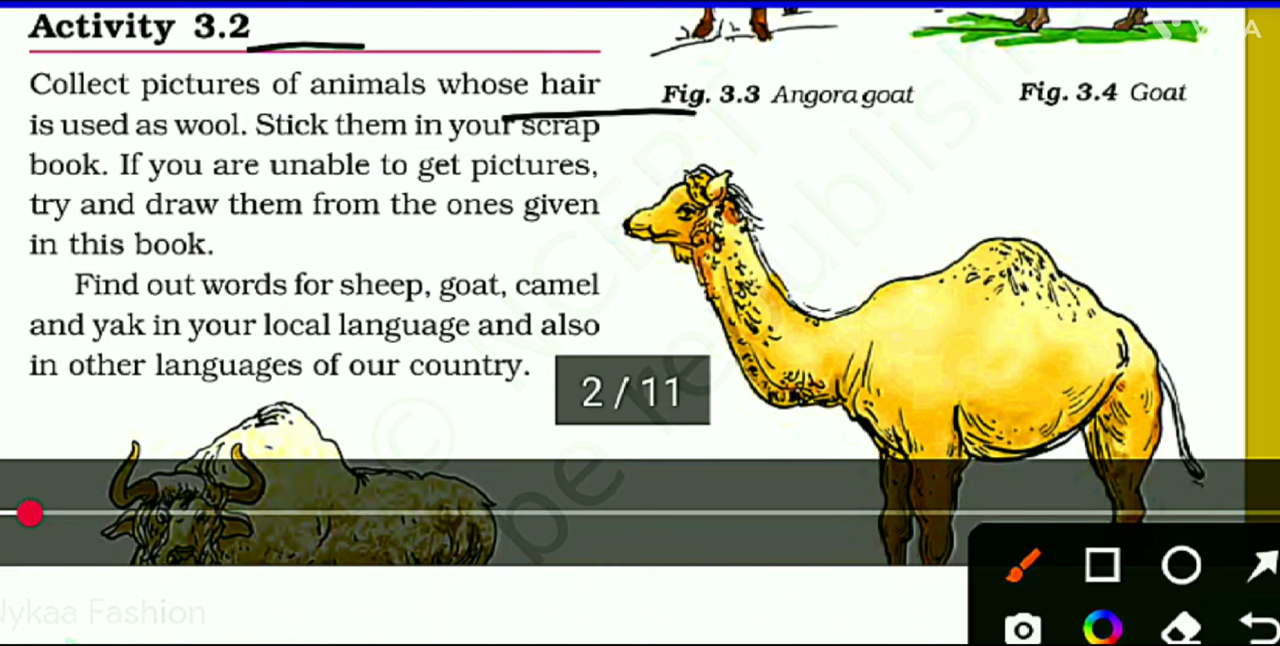 Activity 3.2
Collect pictures of animals whose hair
is used as wool. Stick them in your scrap
book. If you are unable to get pictures,
try and draw them from the ones given
in this book.
Find out words for sheep, goat, camel
and yak in your local language and also
in other languages of our country.
Fig. 3.3 Angora goat
Fig. 3.4 Goat
2 / 11
© NCERT
be republish
Nykaa Fashion